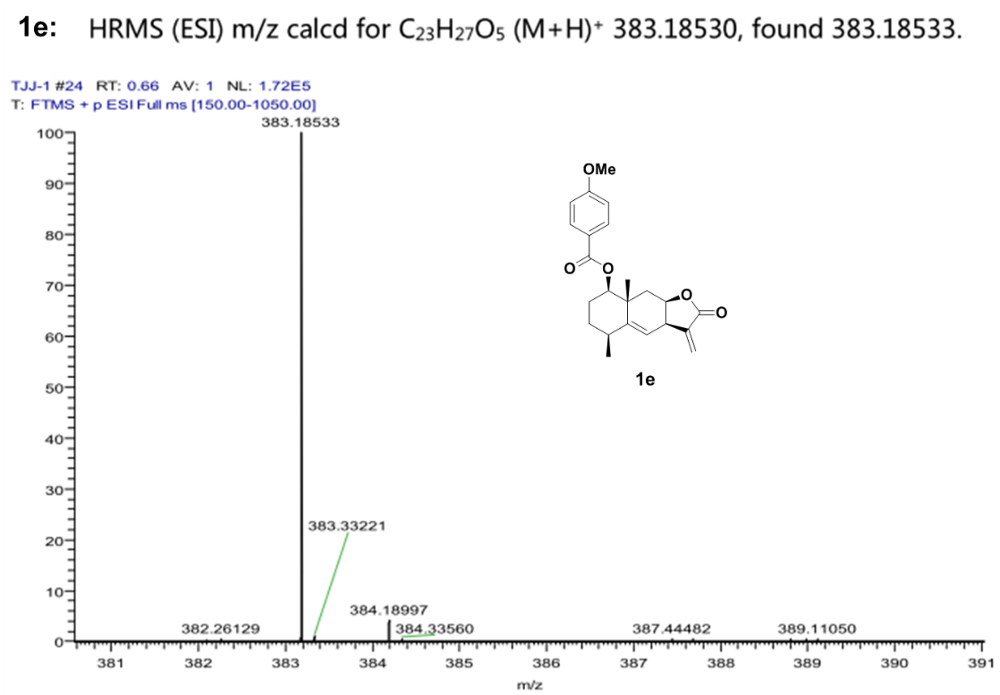 1e: HRMS (ESI) m/z calcd for C₂₃H₂₇O₅ (M+H)⁺ 383.18530, found 383.18533.
TJJ-1 #24 RT: 0.66 AV: 1 NL: 1.72E5
T: FTMS + p ESI Full ms [150.00-1050.00]
383.18533
100
90
80
70
60
50
40
30
20
10
0
OMe
O
O
O
O
1e
383.33221
384.18997
382.26129
384.33560
387.44482
389.11050
381 382 383 384 385 386 387 388 389 390 391
m/z